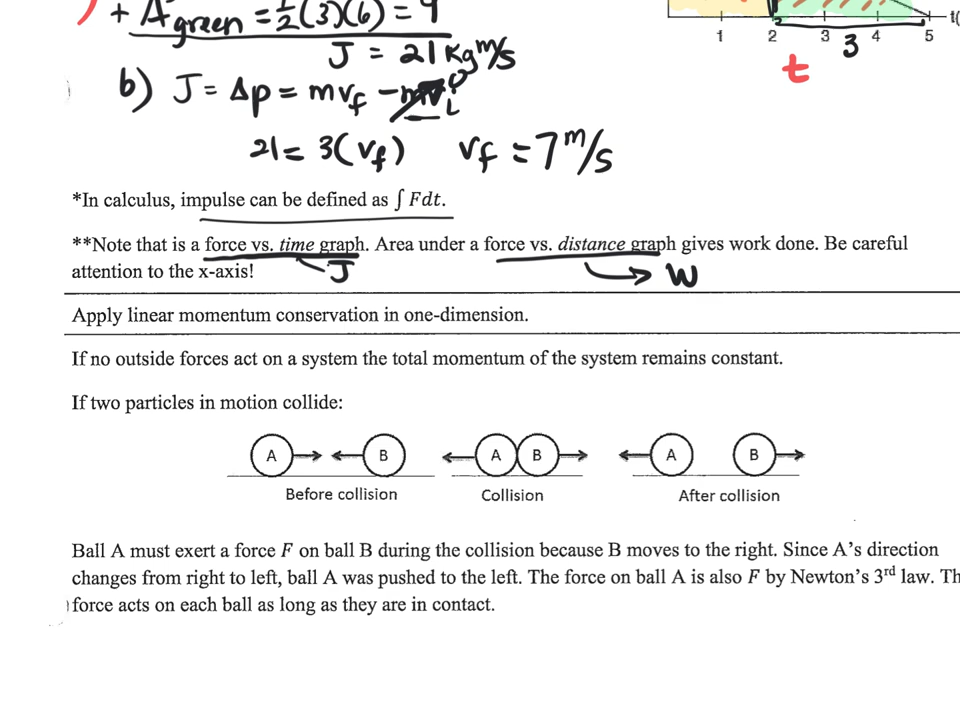 + A green = 1/2 (3)(6) = 9
J = 21 kg m/s
1 2 3 4 5 t(
3
t
b) J = Δp = mvf - mvi 0
21 = 3(vf) vf = 7 m/s
*In calculus, impulse can be defined as ∫ Fdt.
**Note that is a force vs. time graph. Area under a force vs. distance graph gives work done. Be careful
attention to the x-axis!
J
W
Apply linear momentum conservation in one-dimension.
If no outside forces act on a system the total momentum of the system remains constant.
If two particles in motion collide:
A B A B A B
Before collision Collision After collision
Ball A must exert a force F on ball B during the collision because B moves to the right. Since A's direction
changes from right to left, ball A was pushed to the left. The force on ball A is also F by Newton's 3rd law. Th
force acts on each ball as long as they are in contact.